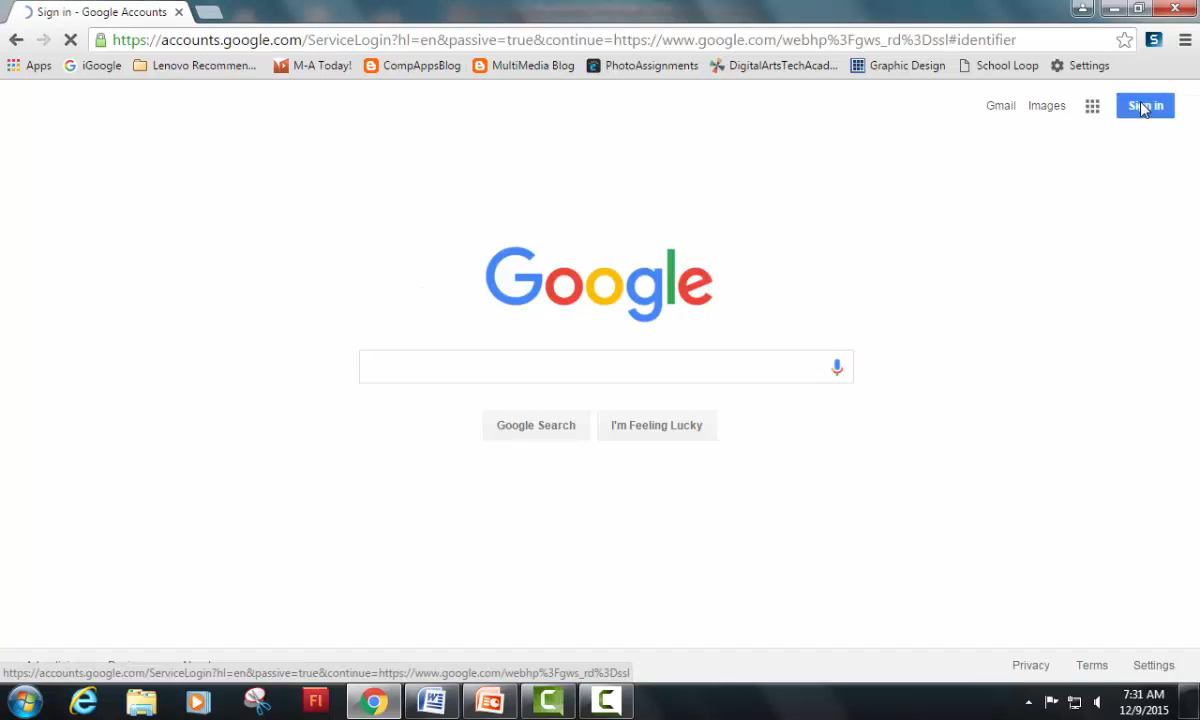 Sign in - Google Accounts
https://accounts.google.com/ServiceLogin?hl=en&passive=true&continue=https://www.google.com/webhp%3Fgws_rd%3Dssl#identifier
Apps iGoogle Lenovo Recommen... M-A Today! CompAppsBlog MultiMedia Blog PhotoAssignments DigitalArtsTechAcad... Graphic Design School Loop Settings
Gmail Images Sign in
Google
Google Search I'm Feeling Lucky
Privacy Terms Settings
https://accounts.google.com/ServiceLogin?hl=en&passive=true&continue=https://www.google.com/webhp%3Fgws_rd%3Dssl
7:31 AM
12/9/2015